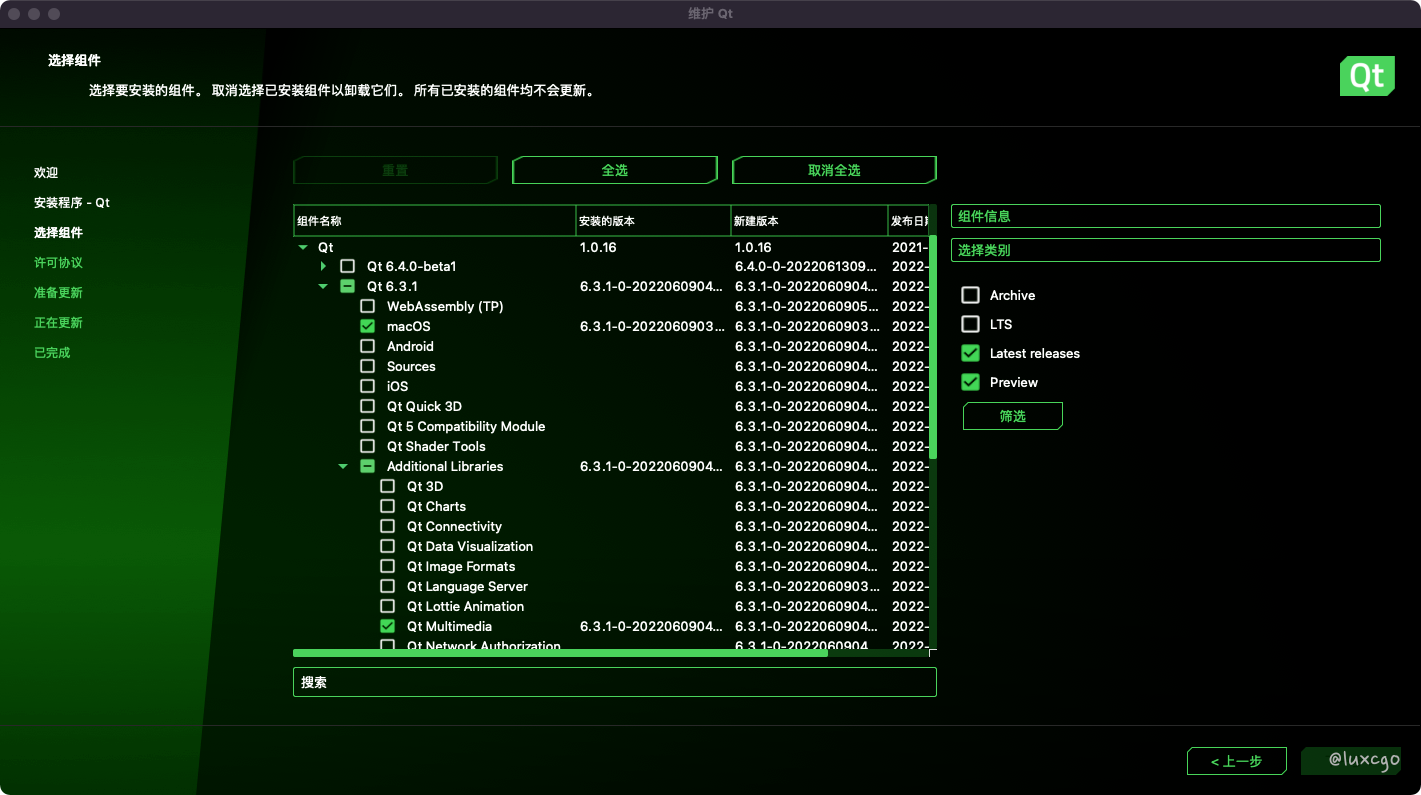 维护 Qt
选择组件
选择要安装的组件。 取消选择已安装组件以卸载它们。 所有已安装的组件均不会更新。
Qt
欢迎
安装程序 - Qt
选择组件
许可协议
准备更新
正在更新
已完成
重置 全选 取消全选
组件名称 安装的版本 新建版本 发布日
Qt 1.0.16 1.0.16 2021-
Qt 6.4.0-beta1 6.4.0-0-2022061309... 2022-
Qt 6.3.1 6.3.1-0-2022060904... 6.3.1-0-2022060904... 2022-
WebAssembly (TP) 6.3.1-0-2022060905... 2022-
macOS 6.3.1-0-2022060903... 6.3.1-0-2022060903... 2022-
Android 6.3.1-0-2022060904... 2022-
Sources 6.3.1-0-2022060904... 2022-
iOS 6.3.1-0-2022060904... 2022-
Qt Quick 3D 6.3.1-0-2022060904... 2022-
Qt 5 Compatibility Module 6.3.1-0-2022060904... 2022-
Qt Shader Tools 6.3.1-0-2022060904... 2022-
Additional Libraries 6.3.1-0-2022060904... 6.3.1-0-2022060904... 2022-
Qt 3D 6.3.1-0-2022060904... 2022-
Qt Charts 6.3.1-0-2022060904... 2022-
Qt Connectivity 6.3.1-0-2022060904... 2022-
Qt Data Visualization 6.3.1-0-2022060904... 2022-
Qt Image Formats 6.3.1-0-2022060904... 2022-
Qt Language Server 6.3.1-0-2022060903... 2022-
Qt Lottie Animation 6.3.1-0-2022060904... 2022-
Qt Multimedia 6.3.1-0-2022060904... 6.3.1-0-2022060904... 2022-
Qt Network Authorization 6.3.1-0-2022060904... 2022-
搜索
组件信息
选择类别
Archive
LTS
Latest releases
Preview
筛选
< 上一步
@luxcgo